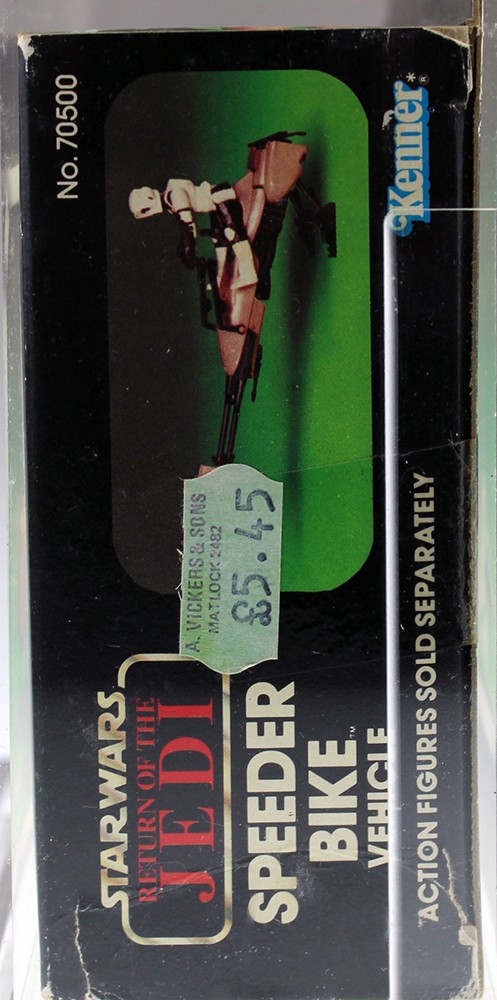 No. 70500
Kenner*®
A. VICKERS & SONS
MATLOCK 2482
£5.45
STAR WARS
RETURN OF THE
JEDI
SPEEDER
BIKE™
VEHICLE
ACTION FIGURES SOLD SEPARATELY